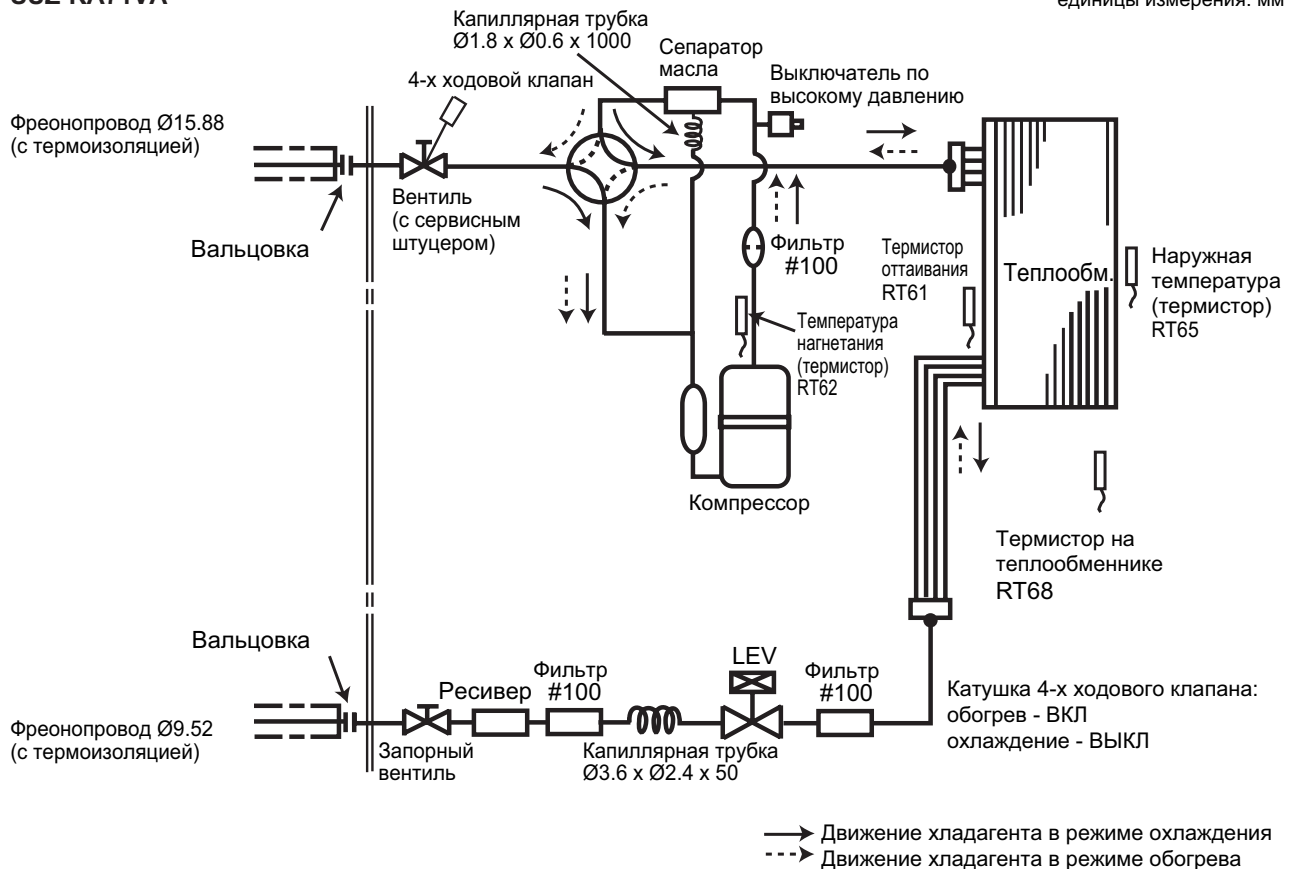 единицы измерения: мм
Капиллярная трубка
Ø1.8 x Ø0.6 x 1000
Сепаратор
масла
Выключатель по
высокому давлению
4-х ходовой клапан
Фреонопровод Ø15.88
(с термоизоляцией)
Вальцовка
Вентиль
(с сервисным
штуцером)
Фильтр
#100
Термистор
оттаивания
RT61
Теплообм.
Наружная
температура
(термистор)
RT65
Температура
нагнетания
(термистор)
RT62
Компрессор
Термистор на
теплообменнике
RT68
Вальцовка
Фреонопровод Ø9.52
(с термоизоляцией)
Запорный
вентиль
Ресивер
Фильтр
#100
Капиллярная трубка
Ø3.6 x Ø2.4 x 50
LEV
Фильтр
#100
Катушка 4-х ходового клапана:
обогрев - ВКЛ
охлаждение - ВЫКЛ
Движение хладагента в режиме охлаждения
Движение хладагента в режиме обогрева